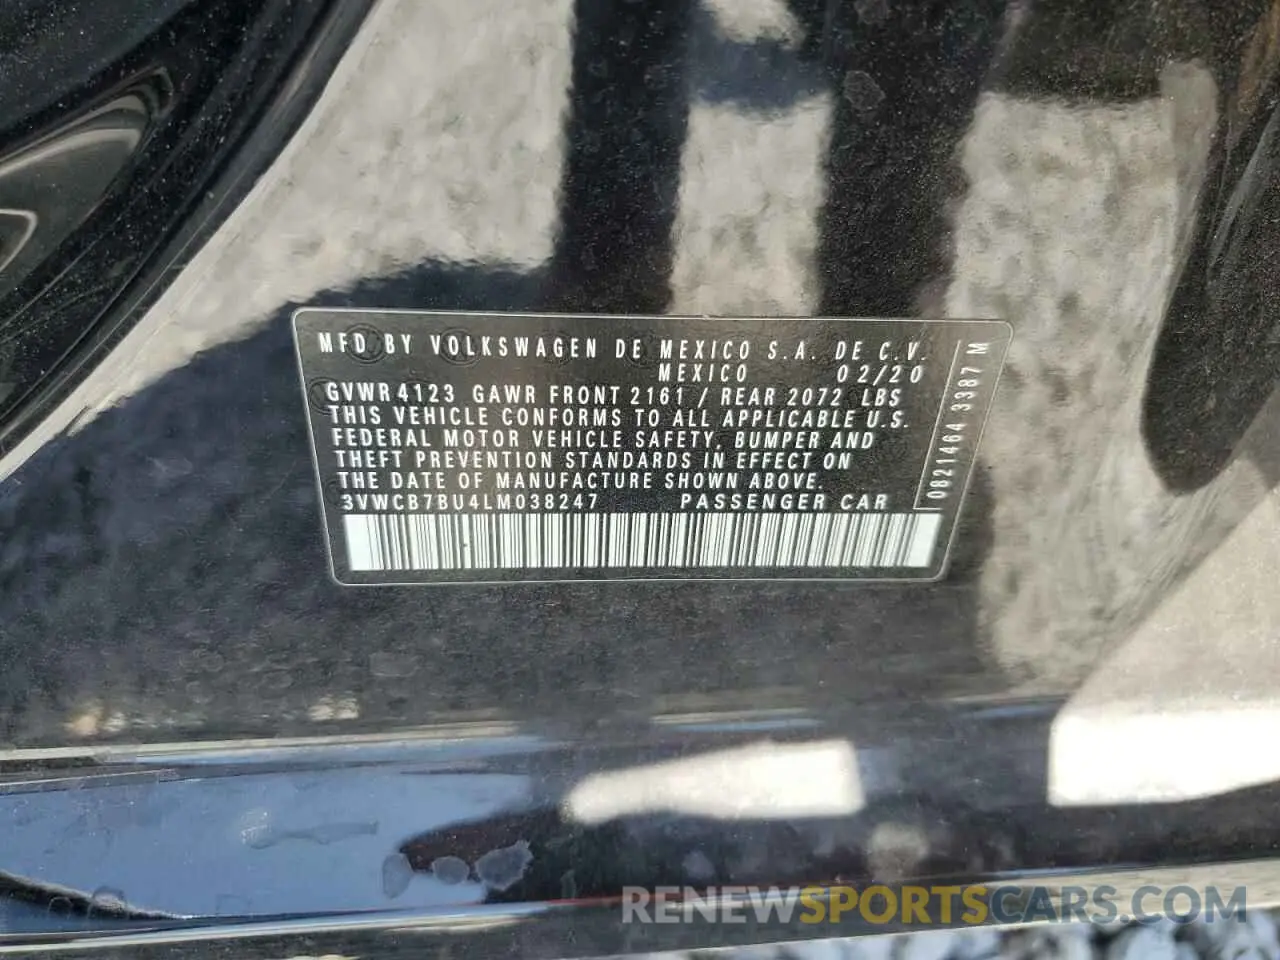 MFD BY VOLKSWAGEN DE MEXICO S.A. DE C.V.
MEXICO 02/20
GVWR 4123 GAWR FRONT 2161 / REAR 2072 LBS
THIS VEHICLE CONFORMS TO ALL APPLICABLE U.S.
FEDERAL MOTOR VEHICLE SAFETY, BUMPER AND
THEFT PREVENTION STANDARDS IN EFFECT ON
THE DATE OF MANUFACTURE SHOWN ABOVE.
3VWCB7BU4LM038247 PASSENGER CAR
0821464 3387 M
RENEWSPORTSCARS.COM